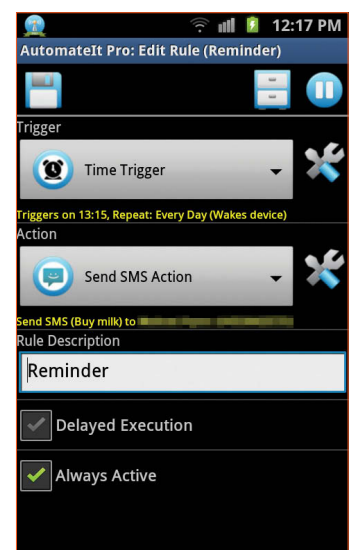 12:17 PM
AutomateIt Pro: Edit Rule (Reminder)
Trigger
Time Trigger
Triggers on 13:15, Repeat: Every Day (Wakes device)
Action
Send SMS Action
Send SMS (Buy milk) to
Rule Description
Reminder
Delayed Execution
Always Active